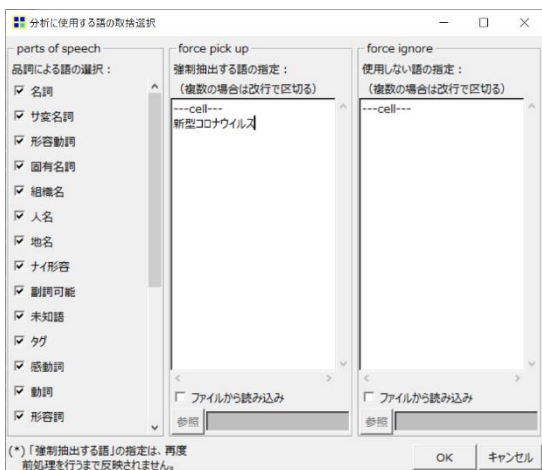 分析に使用する語の取捨選択
parts of speech
品詞による語の選択：
名詞
サ変名詞
形容動詞
固有名詞
組織名
人名
地名
ナイ形容
副詞可能
未知語
タグ
感動詞
動詞
形容詞
force pick up
強制抽出する語の指定：
（複数の場合は改行で区切る）
---cell---
新型コロナウイルス
ファイルから読み込み
参照
force ignore
使用しない語の指定：
（複数の場合は改行で区切る）
---cell---
ファイルから読み込み
参照
(*)「強制抽出する語」の指定は、再度
前処理を行うまで反映されません。
OK
キャンセル